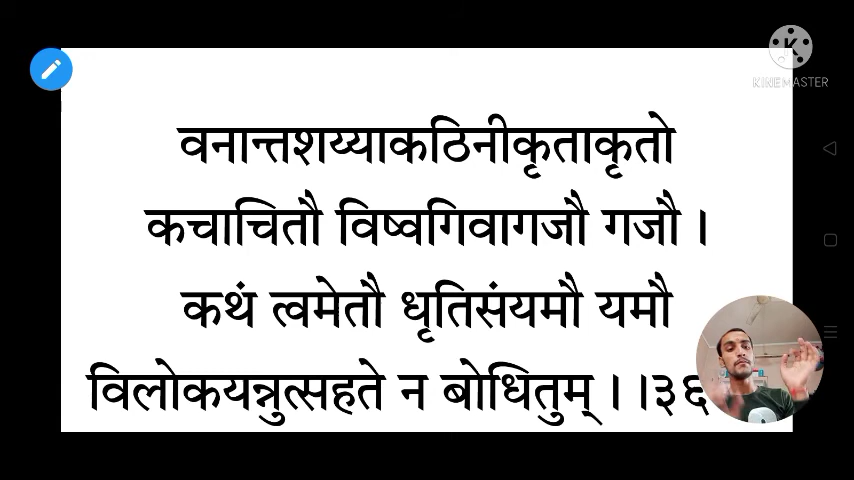 KINEMASTER
वनान्तशय्याकठिनीकृताकृतो
कचाचितौ विष्वगिवागजौ गजौ ।
कथं त्वमेतौ धृतिसंयमौ यमौ
विलोकयन्नुत्सहते न बोधितुम् ।।३६